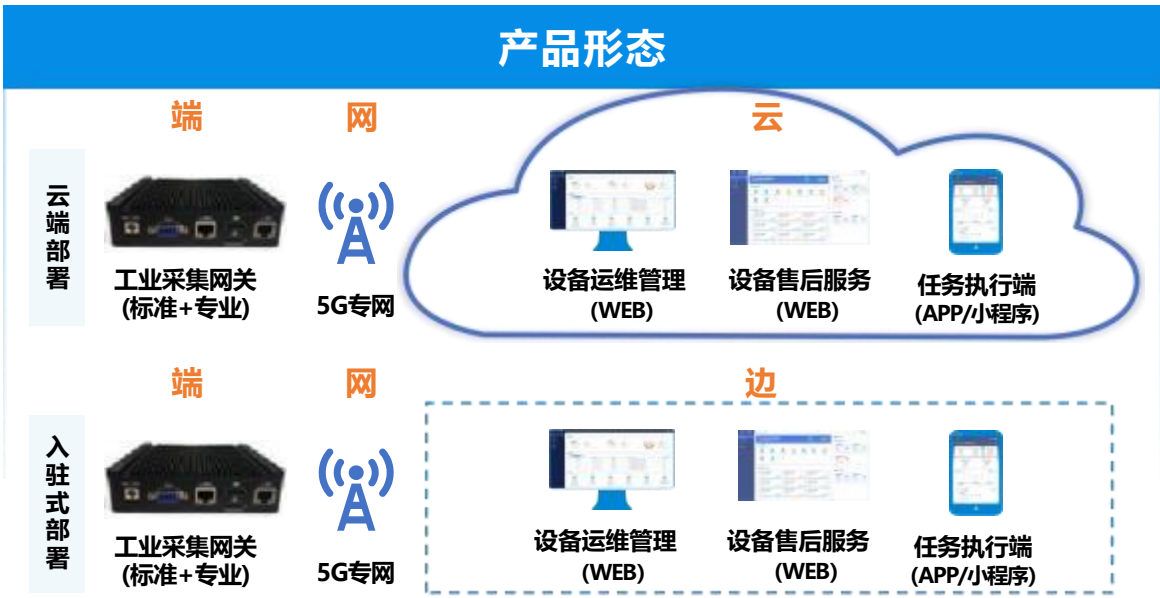 产品形态
端 网 云
云端部署
工业采集网关
(标准+专业)
5G专网
设备运维管理
(WEB)
设备售后服务
(WEB)
任务执行端
(APP/小程序)
端 网 边
入驻式部署
工业采集网关
(标准+专业)
5G专网
设备运维管理
(WEB)
设备售后服务
(WEB)
任务执行端
(APP/小程序)